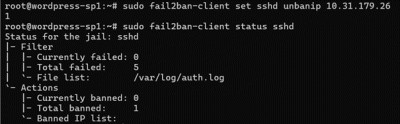 root@wordpress-sp1:~# sudo fail2ban-client set sshd unbanip 10.31.179.26
1
root@wordpress-sp1:~# sudo fail2ban-client status sshd
Status for the jail: sshd
|- Filter
|  |- Currently failed: 0
|  |- Total failed:     5
|  `- File list:        /var/log/auth.log
`- Actions
   |- Currently banned: 0
   |- Total banned:     1
   `- Banned IP list: